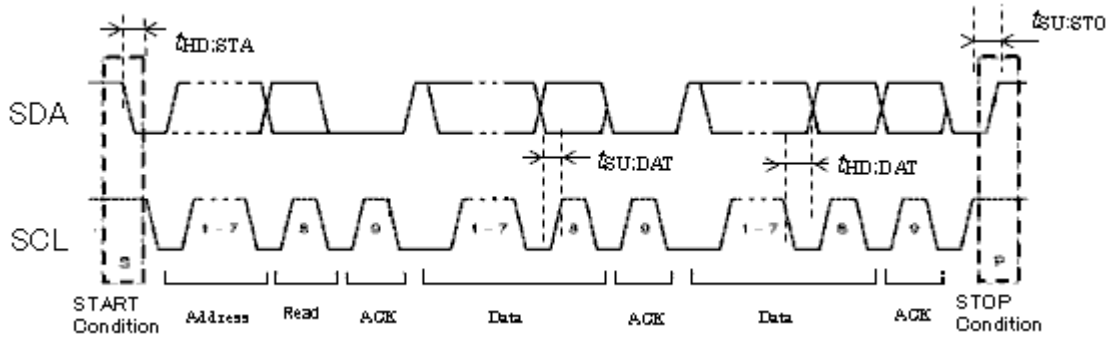 tHD:STA
tSU:STO
SDA
tSU:DAT
tHD:DAT
SCL
1-7 8 9 1-7 8 9 1-7 8 9
S P
START
Condition
Address Read ACK Data ACK Data ACK
STOP
Condition